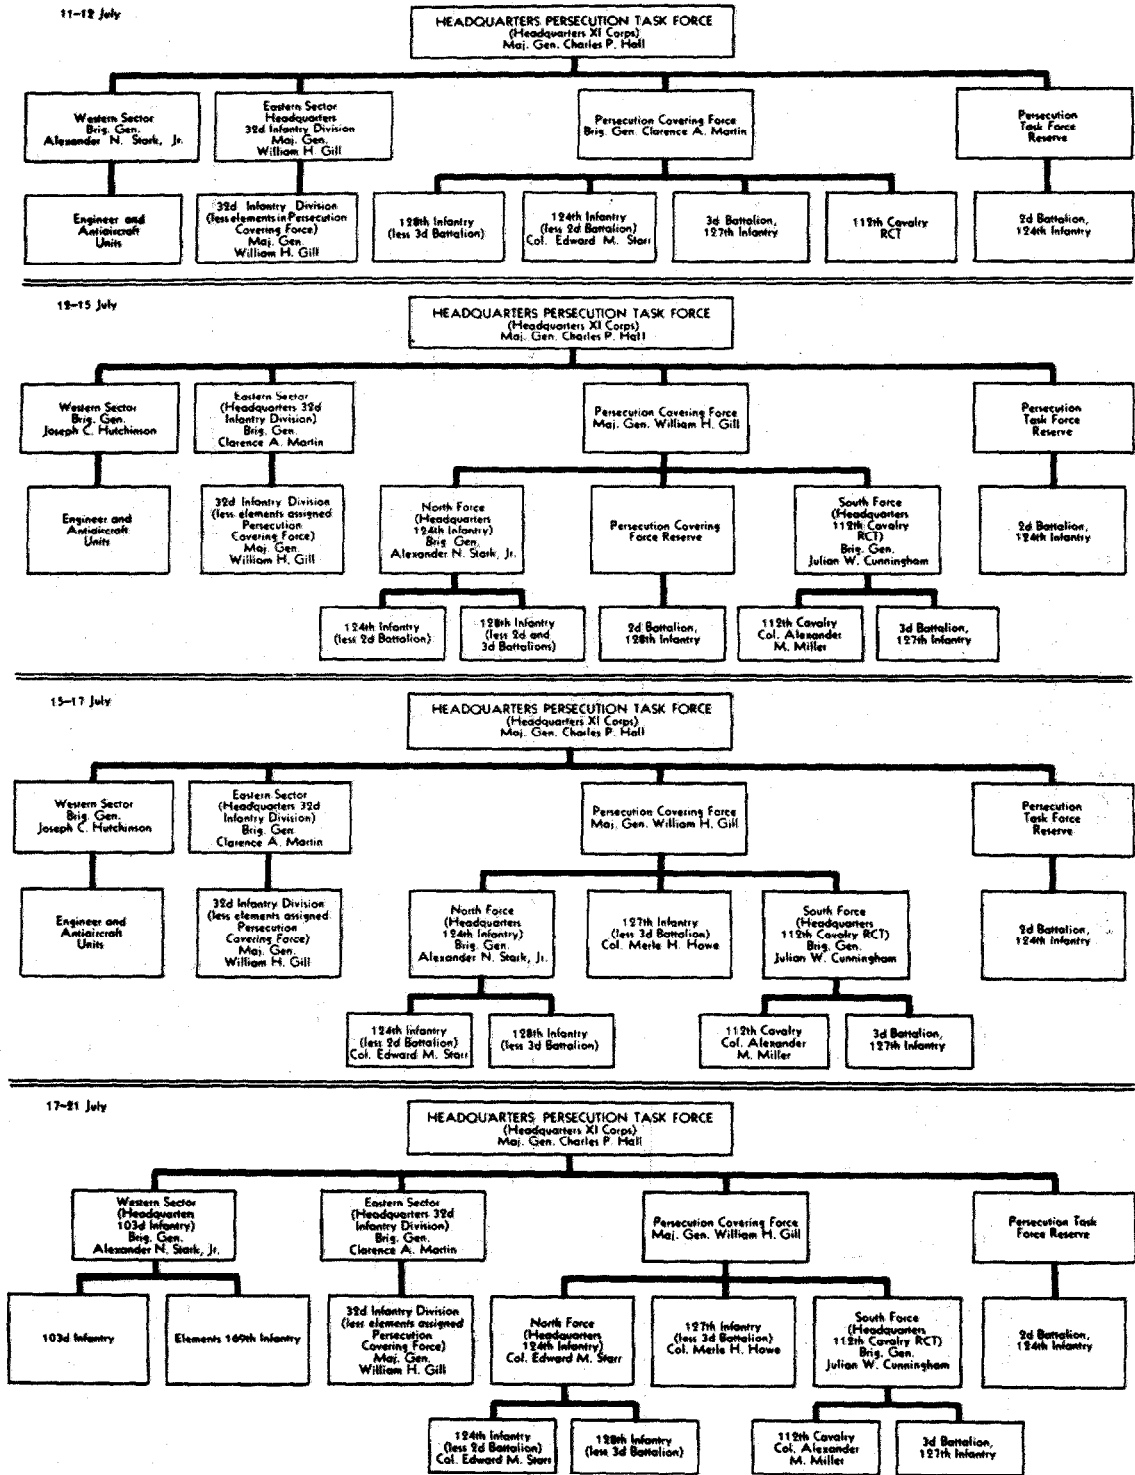 11–12 July
HEADQUARTERS PERSECUTION TASK FORCE
(Headquarters XI Corps)
Maj. Gen. Charles P. Hall
Western Sector
Brig. Gen.
Alexander N. Stark, Jr.
Eastern Sector
Headquarters
32d Infantry Division
Maj. Gen.
William H. Gill
Persecution Covering Force
Brig. Gen. Clarence A. Martin
Persecution
Task Force
Reserve
Engineer and
Antiaircraft
Units
32d Infantry Division
(less elements in Persecution
Covering Force)
Maj. Gen.
William H. Gill
128th Infantry
(less 3d Battalion)
124th Infantry
(less 2d Battalion)
Col. Edward M. Starr
3d Battalion,
127th Infantry
112th Cavalry
RCT
2d Battalion,
124th Infantry
12–15 July
HEADQUARTERS PERSECUTION TASK FORCE
(Headquarters XI Corps)
Maj. Gen. Charles P. Hall
Western Sector
Brig. Gen.
Joseph C. Hutchinson
Eastern Sector
(Headquarters 32d
Infantry Division)
Brig. Gen.
Clarence A. Martin
Persecution Covering Force
Maj. Gen. William H. Gill
Persecution
Task Force
Reserve
Engineer and
Antiaircraft
Units
32d Infantry Division
(less elements assigned
Persecution
Covering Force)
Maj. Gen.
William H. Gill
North Force
(Headquarters
124th Infantry)
Brig. Gen.
Alexander N. Stark, Jr.
Persecution Covering
Force Reserve
South Force
(Headquarters
112th Cavalry
RCT)
Brig. Gen.
Julian W. Cunningham
2d Battalion,
124th Infantry
124th Infantry
(less 2d Battalion)
128th Infantry
(less 2d and
3d Battalions)
2d Battalion,
128th Infantry
112th Cavalry
Col. Alexander
M. Miller
3d Battalion,
127th Infantry
15–17 July
HEADQUARTERS PERSECUTION TASK FORCE
(Headquarters XI Corps)
Maj. Gen. Charles P. Hall
Western Sector
Brig. Gen.
Joseph C. Hutchinson
Eastern Sector
(Headquarters 32d
Infantry Division)
Brig. Gen.
Clarence A. Martin
Persecution Covering Force
Maj. Gen. William H. Gill
Persecution
Task Force
Reserve
Engineer and
Antiaircraft
Units
32d Infantry Division
(less elements assigned
Persecution
Covering Force)
Maj. Gen.
William H. Gill
North Force
(Headquarters
124th Infantry)
Brig. Gen.
Alexander N. Stark, Jr.
127th Infantry
(less 3d Battalion)
Col. Merle H. Howe
South Force
(Headquarters
112th Cavalry RCT)
Brig. Gen.
Julian W. Cunningham
2d Battalion,
124th Infantry
124th Infantry
(less 2d Battalion)
Col. Edward M. Starr
128th Infantry
(less 3d Battalion)
112th Cavalry
Col. Alexander
M. Miller
3d Battalion,
127th Infantry
17–21 July
HEADQUARTERS PERSECUTION TASK FORCE
(Headquarters XI Corps)
Maj. Gen. Charles P. Hall
Western Sector
(Headquarters
103d Infantry)
Brig. Gen.
Alexander N. Stark, Jr.
Eastern Sector
(Headquarters 32d
Infantry Division)
Brig. Gen.
Clarence A. Martin
Persecution Covering Force
Maj. Gen. William H. Gill
Persecution Task
Force Reserve
103d Infantry
Elements 169th Infantry
32d Infantry Division
(less elements assigned
Persecution
Covering Force)
Maj. Gen.
William H. Gill
North Force
(Headquarters
124th Infantry)
Col. Edward M. Starr
127th Infantry
(less 3d Battalion)
Col. Merle H. Howe
South Force
(Headquarters
112th Cavalry RCT)
Brig. Gen.
Julian W. Cunningham
2d Battalion,
124th Infantry
124th Infantry
(less 2d Battalion)
Col. Edward M. Starr
128th Infantry
(less 3d Battalion)
112th Cavalry
Col. Alexander
M. Miller
3d Battalion,
127th Infantry